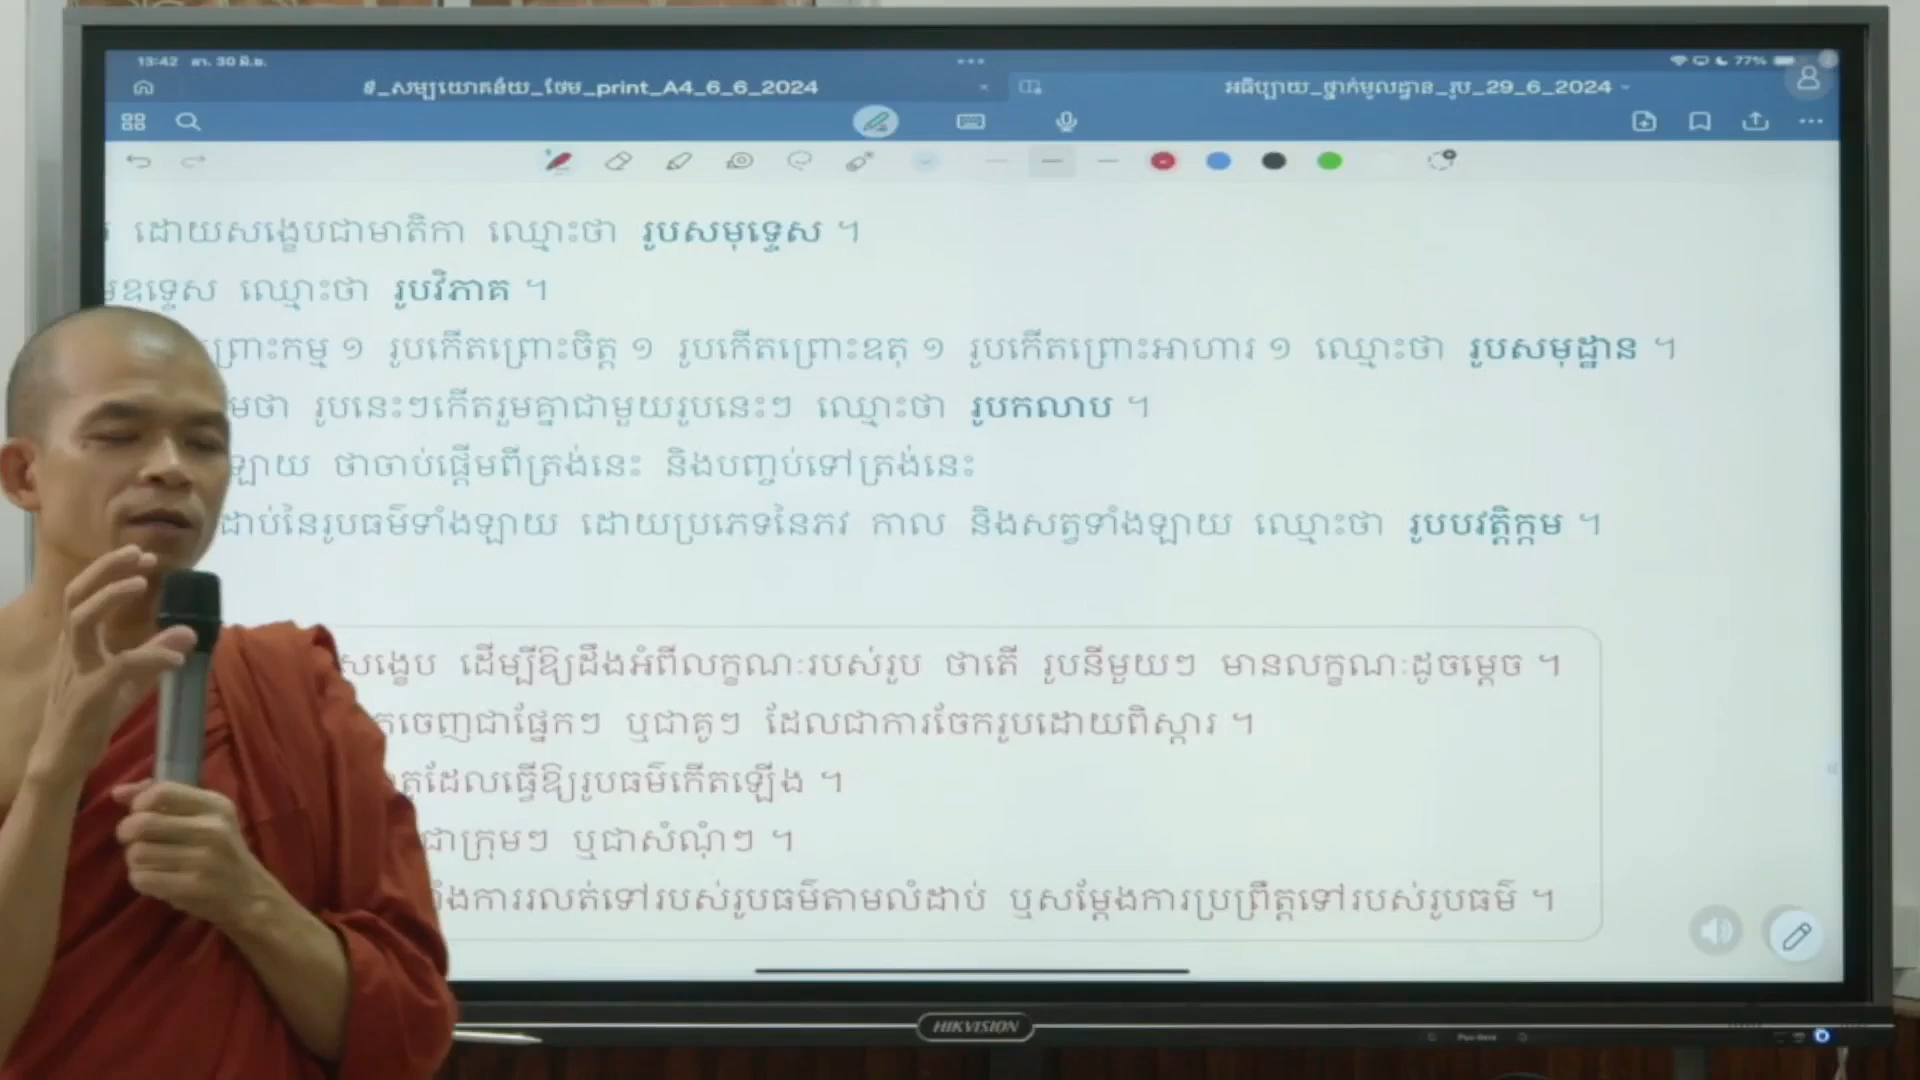 13:42 អា. 30 មិ.ឃ. 77%
ៜ_សម្បយោគន័យ_ថែម_print_A4_6_6_2024
អធិប្បាយ_ថ្នាក់មូលដ្ឋាន_រូប_29_6_2024
ដោយសង្ខេបជាមាតិកា ឈ្មោះថា រូបសមុទ្ទេស ។
ឧទ្ទេស ឈ្មោះថា រូបវិភាគ ។
ព្រោះកម្ម ១ រូបកើតព្រោះចិត្ត ១ រូបកើតព្រោះឧតុ ១ រូបកើតព្រោះអាហារ ១ ឈ្មោះថា រូបសមុដ្ឋាន ។
មថា រូបនេះៗកើតរួមគ្នាជាមួយរូបនេះៗ ឈ្មោះថា រូបកលាប ។
ឡាយ ថាចាប់ផ្ដើមពីត្រង់នេះ និងបញ្ចប់ទៅត្រង់នេះ
ដាប់នៃរូបធម៌ទាំងឡាយ ដោយប្រភេទនៃភព កាល និងសត្វទាំងឡាយ ឈ្មោះថា រូបបវត្តិក្កម ។
សង្ខេប ដើម្បីឱ្យដឹងអំពីលក្ខណៈរបស់រូប ថាតើ រូបនីមួយៗ មានលក្ខណៈដូចម្ដេច ។
ចេញជាផ្នែកៗ ឬជាគូៗ ដែលជាការចែករូបដោយពិស្ដារ ។
ដែលធ្វើឱ្យរូបធម៌កើតឡើង ។
ជាក្រុមៗ ឬជាសំណុំៗ ។
ងការរលត់ទៅរបស់រូបធម៌តាមលំដាប់ ឬសម្ដែងការប្រព្រឹត្តទៅរបស់រូបធម៌ ។
HIKVISION